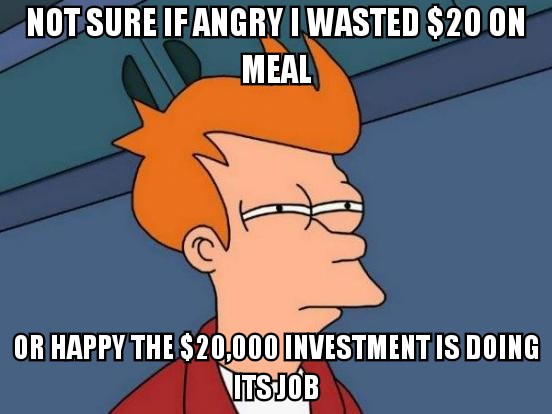 NOT SURE IF ANGRY I WASTED $20 ON
MEAL
OR HAPPY THE $20,000 INVESTMENT IS DOING
ITS JOB